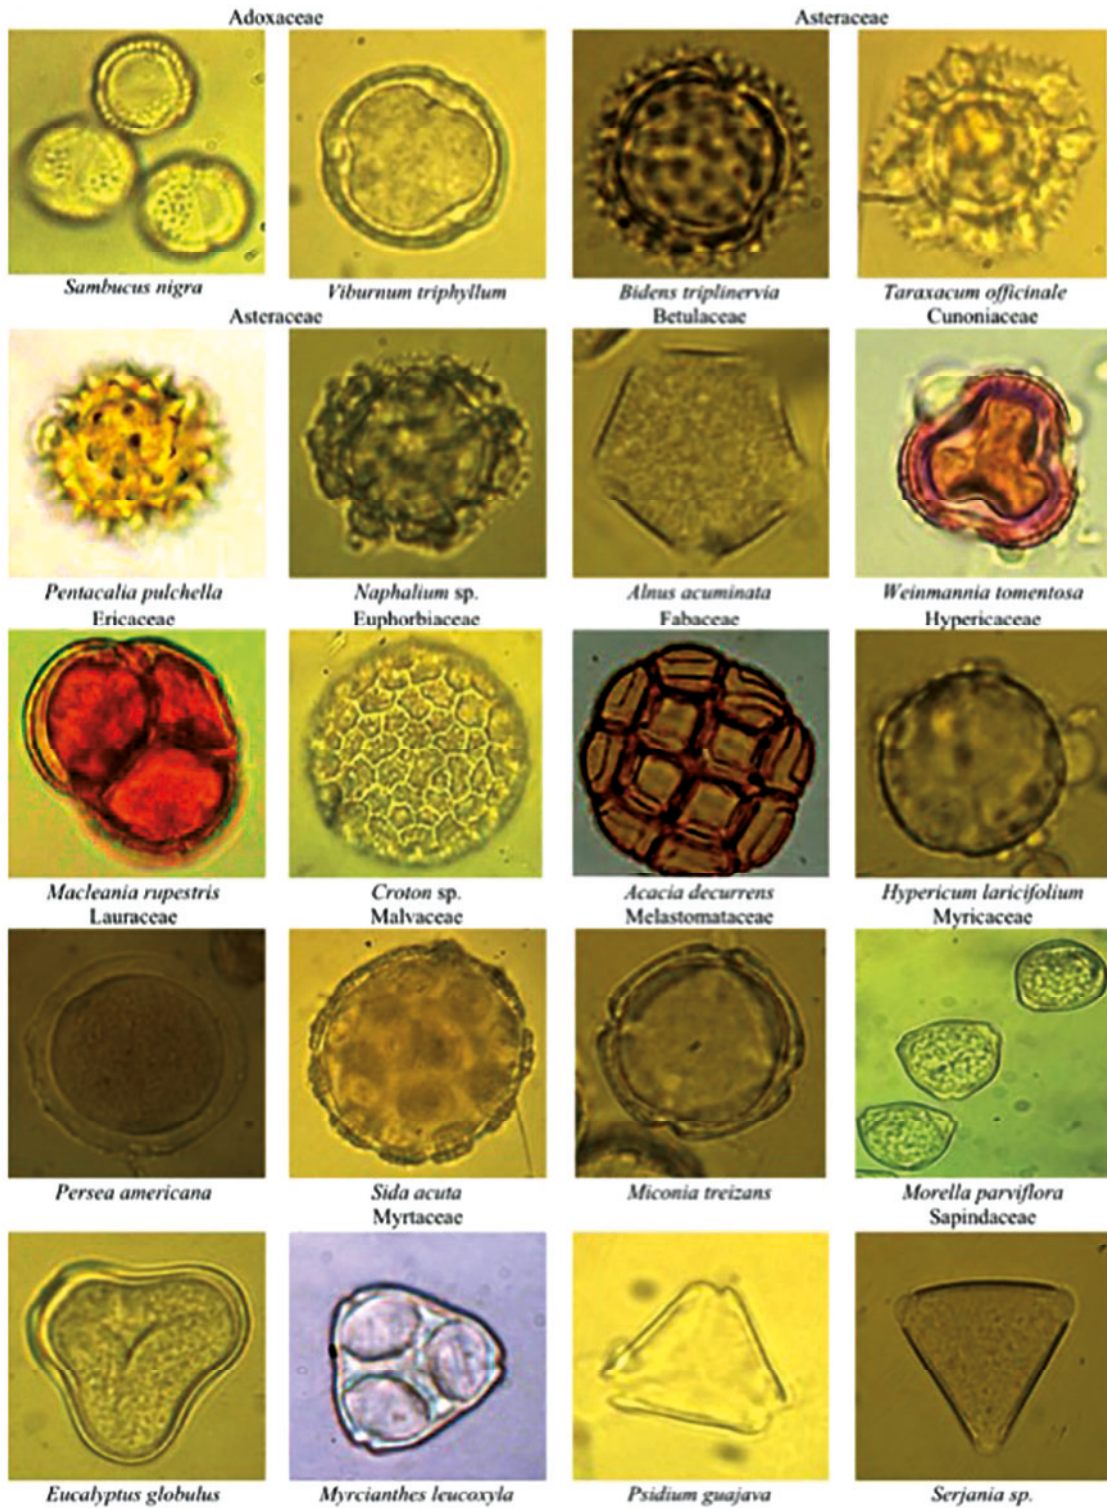 Adoxaceae Asteraceae
Sambucus nigra Viburnum triphyllum Bidens triplinervia Taraxacum officinale
Asteraceae Betulaceae Cunoniaceae
Pentacalia pulchella Naphalium sp. Alnus acuminata Weinmannia tomentosa
Ericaceae Euphorbiaceae Fabaceae Hypericaceae
Macleania rupestris Croton sp. Acacia decurrens Hypericum laricifolium
Lauraceae Malvaceae Melastomataceae Myricaceae
Persea americana Sida acuta Miconia treizans Morella parviflora
Myrtaceae Sapindaceae
Eucalyptus globulus Myrcianthes leucoxyla Psidium guajava Serjania sp.